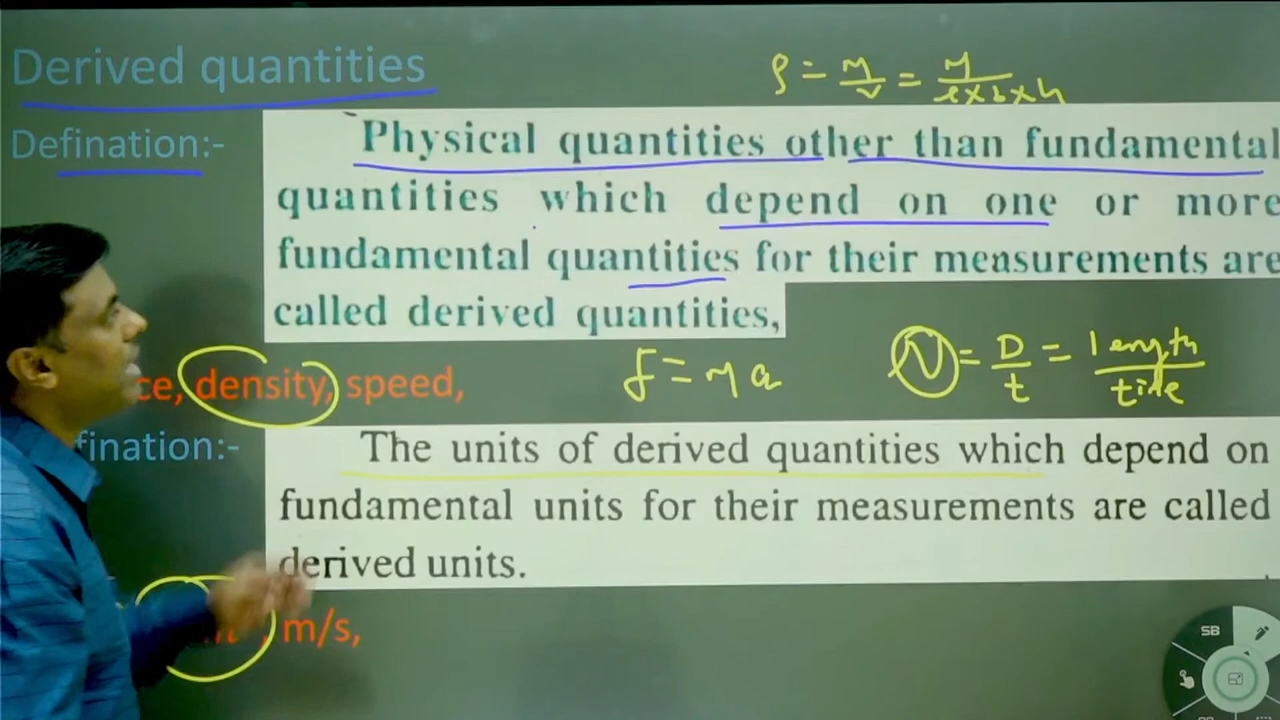 Derived quantities
ρ = M/v = M/l×b×h
Defination:-
Physical quantities other than fundamental
quantities which depend on one or more
fundamental quantities for their measurements are
called derived quantities,
density, speed,
F = ma
V = D/t = length/time
fination:-
The units of derived quantities which depend on
fundamental units for their measurements are called
derived units.
m/s,
SB